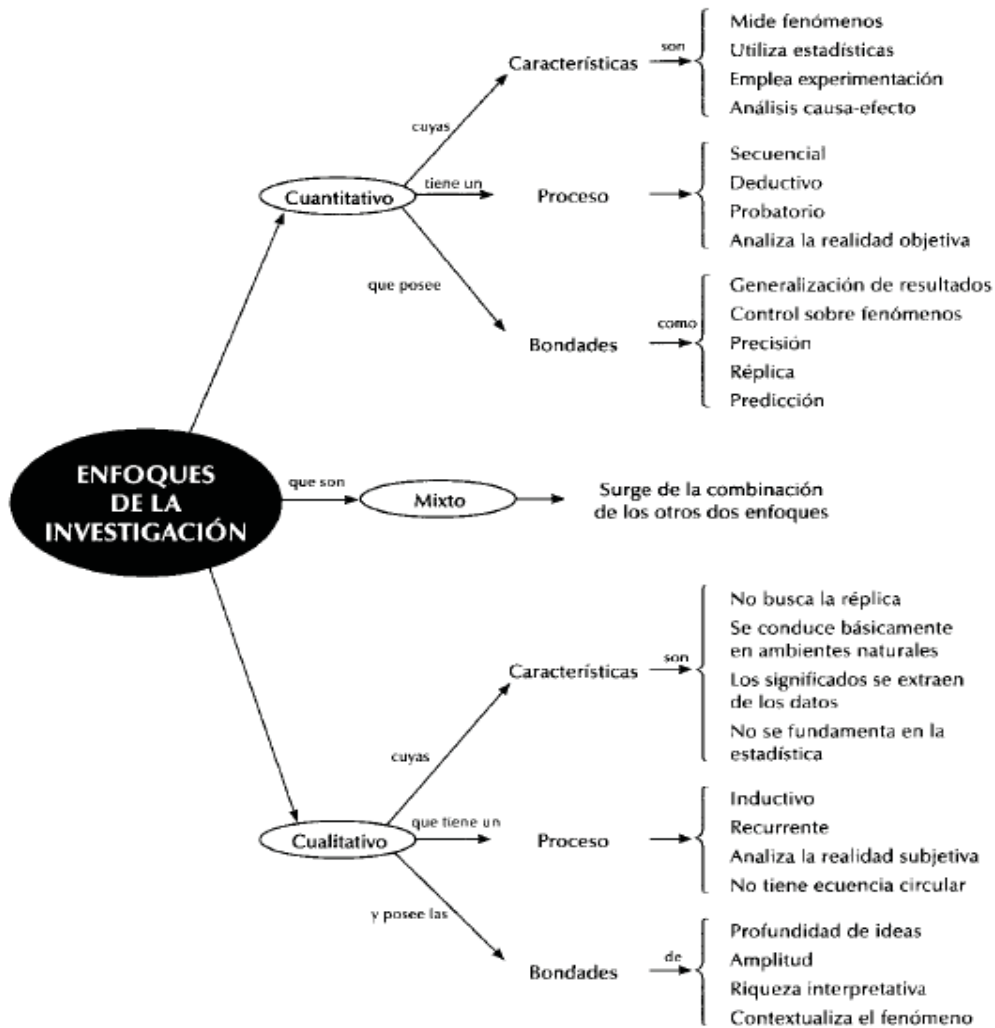 Mide fenómenos
son
Utiliza estadísticas
Características
Emplea experimentación
Análisis causa-efecto
cuyas
Secuencial
tiene un
Deductivo
Cuantitativo
Proceso
Probatorio
Analiza la realidad objetiva
que posee
Generalización de resultados
Control sobre fenómenos
como
Bondades
Precisión
Réplica
Predicción
ENFOQUES
DE LA
INVESTIGACIÓN
que son
Mixto
Surge de la combinación
de los otros dos enfoques
No busca la réplica
Se conduce básicamente
en ambientes naturales
son
Características
Los significados se extraen
de los datos
No se fundamenta en la
estadística
cuyas
Inductivo
que tiene un
Recurrente
Cualitativo
Proceso
Analiza la realidad subjetiva
No tiene ecuencia circular
y posee las
Profundidad de ideas
de
Amplitud
Bondades
Riqueza interpretativa
Contextualiza el fenómeno